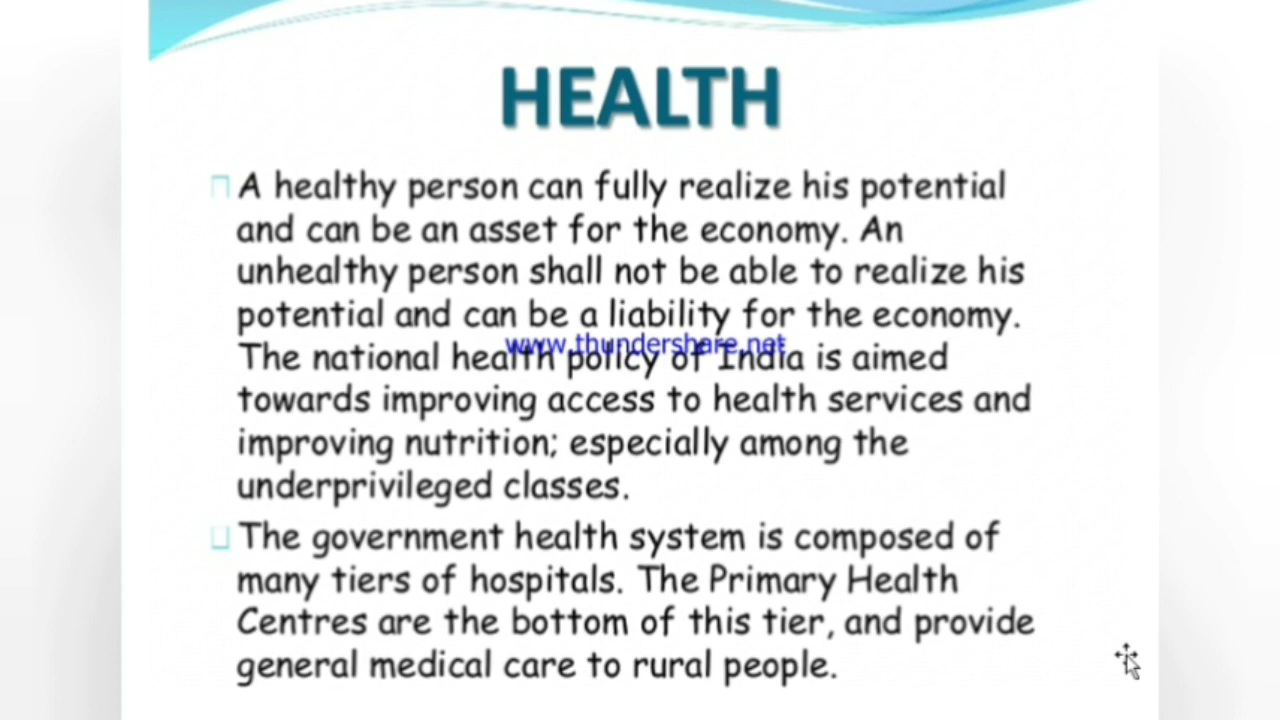 HEALTH
A healthy person can fully realize his potential
and can be an asset for the economy. An
unhealthy person shall not be able to realize his
potential and can be a liability for the economy.
www.thundershare.net
The national health policy of India is aimed
towards improving access to health services and
improving nutrition; especially among the
underprivileged classes.
The government health system is composed of
many tiers of hospitals. The Primary Health
Centres are the bottom of this tier, and provide
general medical care to rural people.